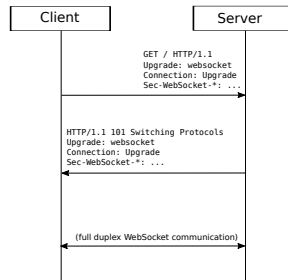 Client
Server
GET / HTTP/1.1
Upgrade: websocket
Connection: Upgrade
Sec-WebSocket-*: ...
HTTP/1.1 101 Switching Protocols
Upgrade: websocket
Connection: Upgrade
Sec-WebSocket-*: ...
(full duplex WebSocket communication)